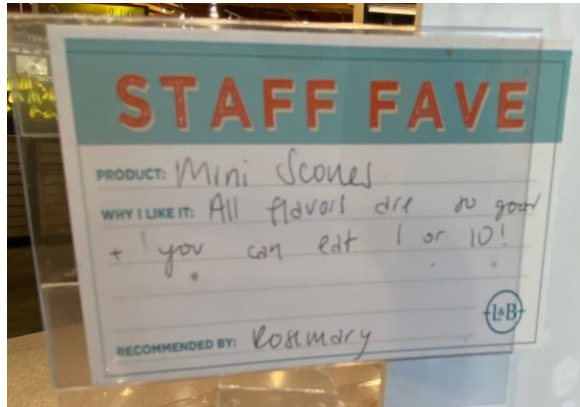 STAFF FAVE
PRODUCT: Mini Scones
WHY I LIKE IT: All flavors are so good
+ you can eat 1 or 10!
L&B
RECOMMENDED BY: Rosemary